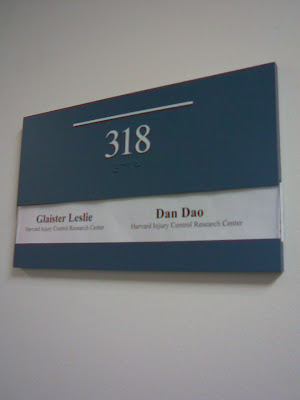 318
Glaister Leslie
Harvard Injury Control Research Center
Dan Dao
Harvard Injury Control Research Center